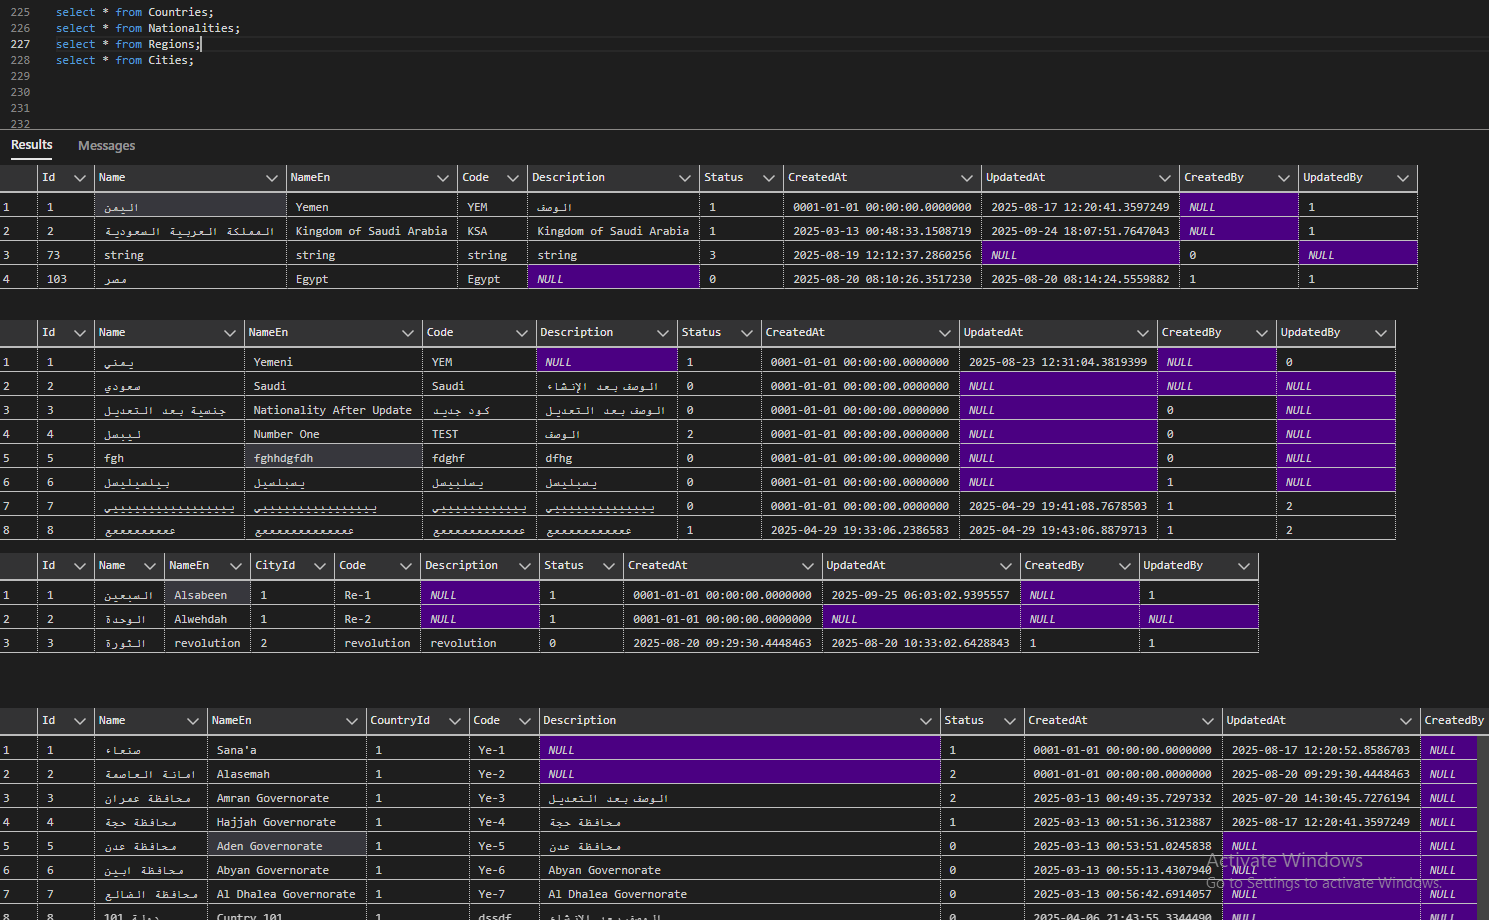 225 select * from Countries;
226 select * from Nationalities;
227 select * from Regions;
228 select * from Cities;
229
230
231
232
Results Messages
Id Name NameEn Code Description Status CreatedAt UpdatedAt CreatedBy UpdatedBy
1 1 اليمن Yemen YEM الوصف 1 0001-01-01 00:00:00.0000000 2025-08-17 12:20:41.3597249 NULL 1
2 2 المملكة العربية السعودية Kingdom of Saudi Arabia KSA Kingdom of Saudi Arabia 1 2025-03-13 00:48:33.1508719 2025-09-24 18:07:51.7647043 NULL 1
3 73 string string string string 3 2025-08-19 12:12:37.2860256 NULL 0 NULL
4 103 مصر Egypt Egypt NULL 0 2025-08-20 08:10:26.3517230 2025-08-20 08:14:24.5559882 1 1
Id Name NameEn Code Description Status CreatedAt UpdatedAt CreatedBy UpdatedBy
1 1 يمني Yemeni YEM NULL 1 0001-01-01 00:00:00.0000000 2025-08-23 12:31:04.3819399 NULL 0
2 2 سعودي Saudi Saudi الوصف بعد الإنشاء 0 0001-01-01 00:00:00.0000000 NULL NULL NULL
3 3 جنسية بعد التعديل Nationality After Update كود جديد الوصف بعد التعديل 0 0001-01-01 00:00:00.0000000 NULL 0 NULL
4 4 ليبسل Number One TEST الوصف 2 0001-01-01 00:00:00.0000000 NULL 0 NULL
5 5 fgh fghhdgfdh fdghf dfhg 0 0001-01-01 00:00:00.0000000 NULL 0 NULL
6 6 0 0001-01-01 00:00:00.0000000 NULL 1 NULL
7 7 0 0001-01-01 00:00:00.0000000 2025-04-29 19:41:08.7678503 1 2
8 8 1 2025-04-29 19:33:06.2386583 2025-04-29 19:43:06.8879713 1 2
Id Name NameEn CityId Code Description Status CreatedAt UpdatedAt CreatedBy UpdatedBy
1 1 السبعين Alsabeen 1 Re-1 NULL 1 0001-01-01 00:00:00.0000000 2025-09-25 06:03:02.9395557 NULL 1
2 2 الوحدة Alwehdah 1 Re-2 NULL 1 0001-01-01 00:00:00.0000000 NULL NULL NULL
3 3 الثورة revolution 2 revolution revolution 0 2025-08-20 09:29:30.4448463 2025-08-20 10:33:02.6428843 1 1
Id Name NameEn CountryId Code Description Status CreatedAt UpdatedAt CreatedBy
1 1 صنعاء Sana'a 1 Ye-1 NULL 1 0001-01-01 00:00:00.0000000 2025-08-17 12:20:52.8586703 NULL
2 2 امانة العاصمة Alasemah 1 Ye-2 NULL 2 0001-01-01 00:00:00.0000000 2025-08-20 09:29:30.4448463 NULL
3 3 محافظة عمران Amran Governorate 1 Ye-3 الوصف بعد التعديل 2 2025-03-13 00:49:35.7297332 2025-07-20 14:30:45.7276194 NULL
4 4 محافظة حجة Hajjah Governorate 1 Ye-4 محافظة حجة 1 2025-03-13 00:51:36.3123887 2025-08-17 12:20:41.3597249 NULL
5 5 محافظة عدن Aden Governorate 1 Ye-5 محافظة عدن 0 2025-03-13 00:53:51.0245838 NULL NULL
6 6 محافظة ابين Abyan Governorate 1 Ye-6 Abyan Governorate 0 2025-03-13 00:55:13.4307940 NULL NULL
7 7 محافظة الضالع Al Dhalea Governorate 1 Ye-7 Al Dhalea Governorate 0 2025-03-13 00:56:42.6914057 NULL NULL
8 8 دولة 101 Cuntry 101 1 dssdf الوصف بعد الإنشاء 0 2025-04-06 21:43:55.3344490 NULL NULL
Activate Windows
Go to Settings to activate Windows.